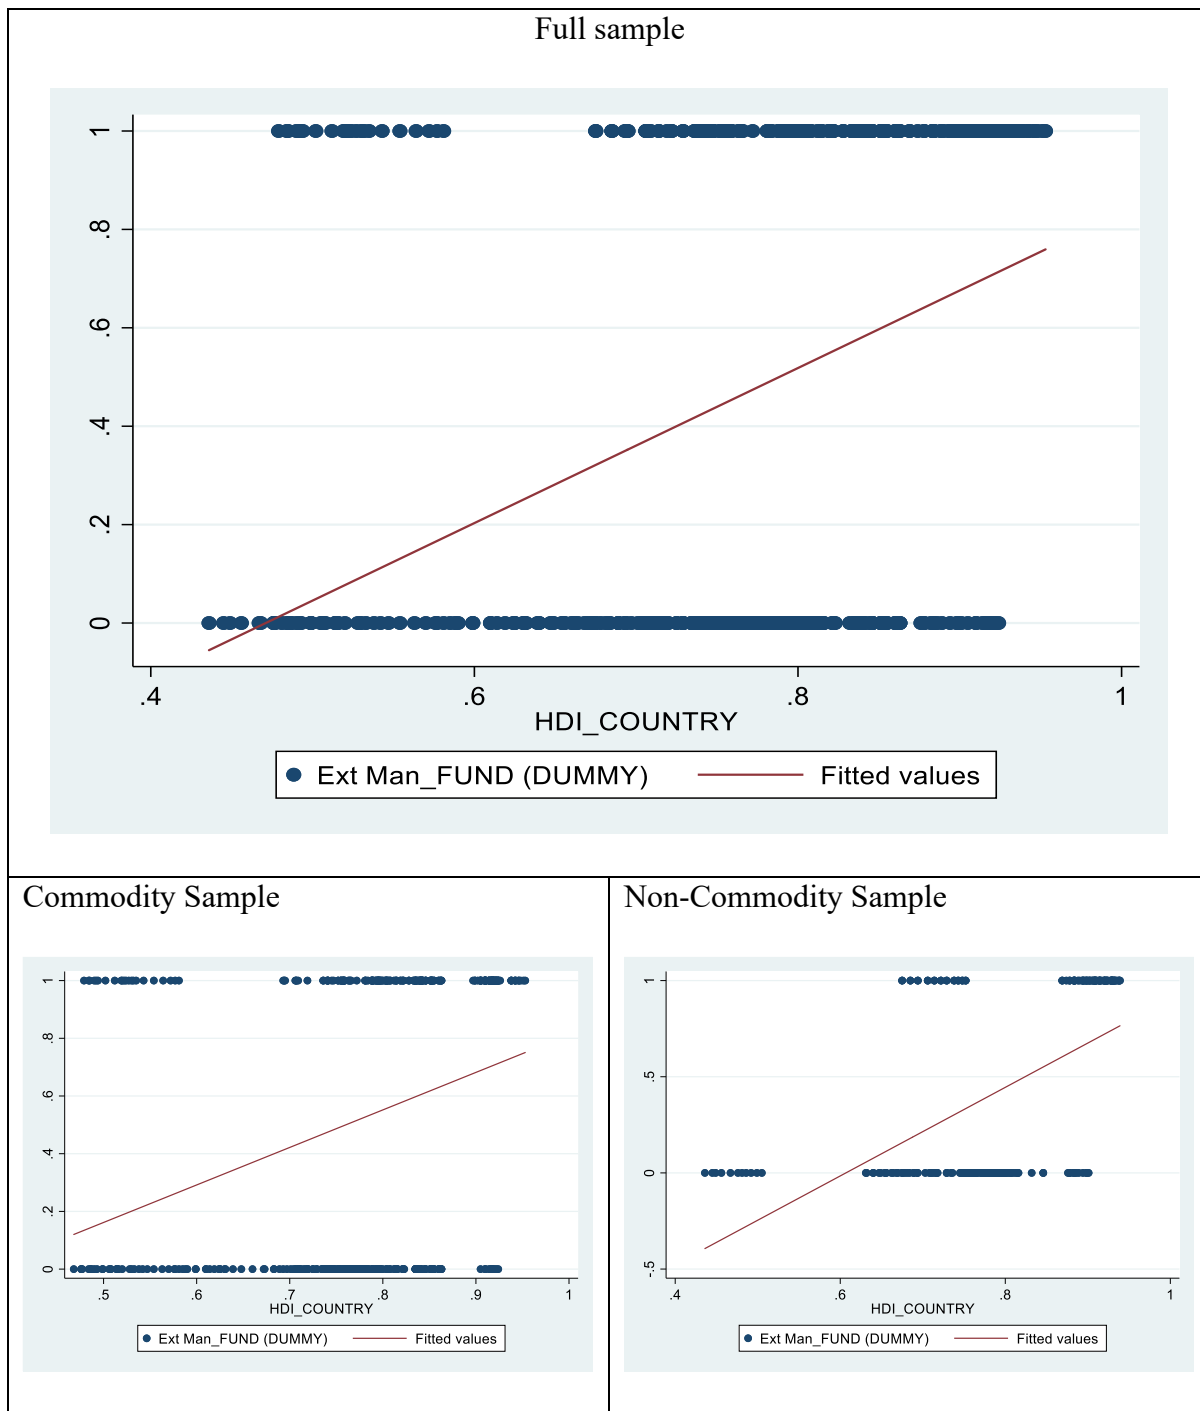 Full sample
1
.8
.6
.4
.2
0
.4 .6 .8 1
HDI_COUNTRY
Ext Man_FUND (DUMMY) Fitted values
Commodity Sample
1
.8
.6
.4
.2
0
.5 .6 .7 .8 .9 1
HDI_COUNTRY
Ext Man_FUND (DUMMY) Fitted values
Non-Commodity Sample
1
.5
0
-.5
.4 .6 .8 1
HDI_COUNTRY
Ext Man_FUND (DUMMY) Fitted values